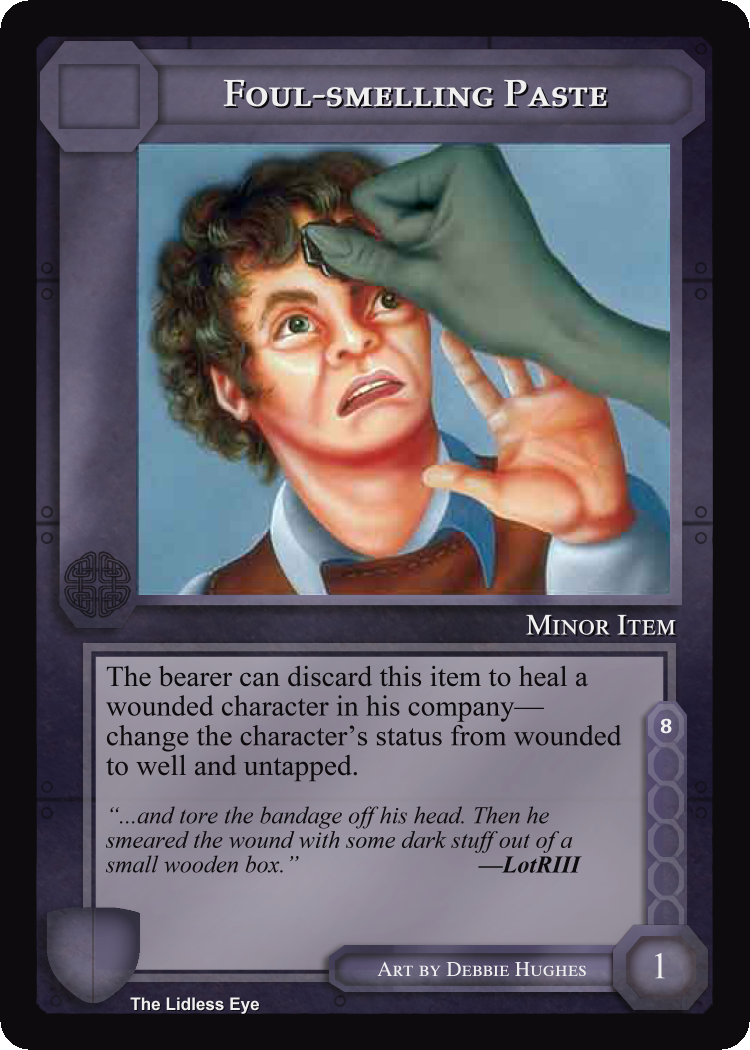 Foul-smelling Paste
Minor Item
The bearer can discard this item to heal a
wounded character in his company—
change the character’s status from wounded
to well and untapped.
“...and tore the bandage off his head. Then he
smeared the wound with some dark stuff out of a
small wooden box.” —LotRIII
8
Art by Debbie Hughes
1
The Lidless Eye